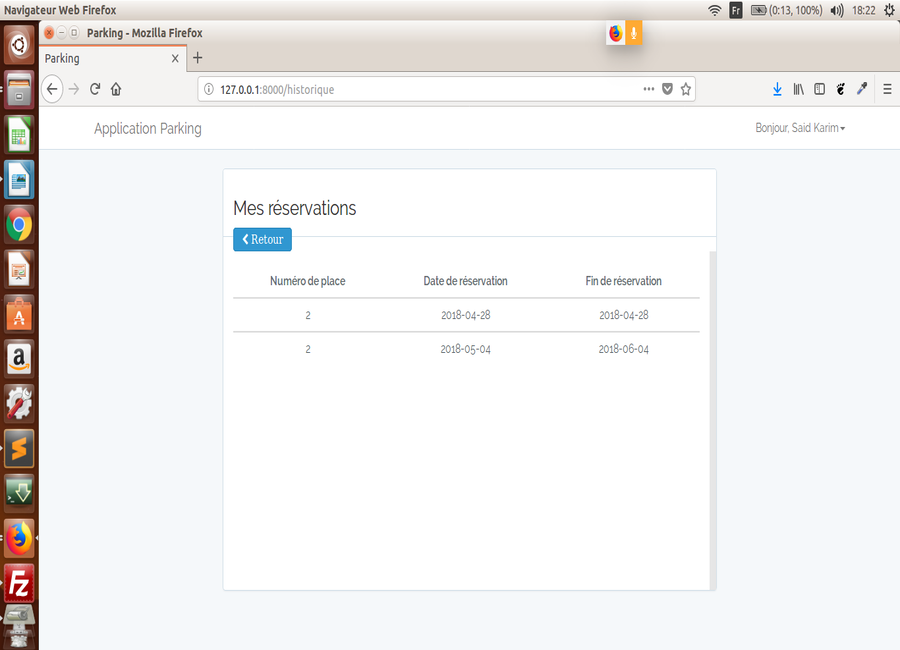 Navigateur Web Firefox
Fr
(0:13, 100%)
18:22
Parking - Mozilla Firefox
Parking
127.0.0.1:8000/historique
Application Parking
Bonjour, Said Karim
Mes réservations
Retour
Numéro de place Date de réservation Fin de réservation
2 2018-04-28 2018-04-28
2 2018-05-04 2018-06-04